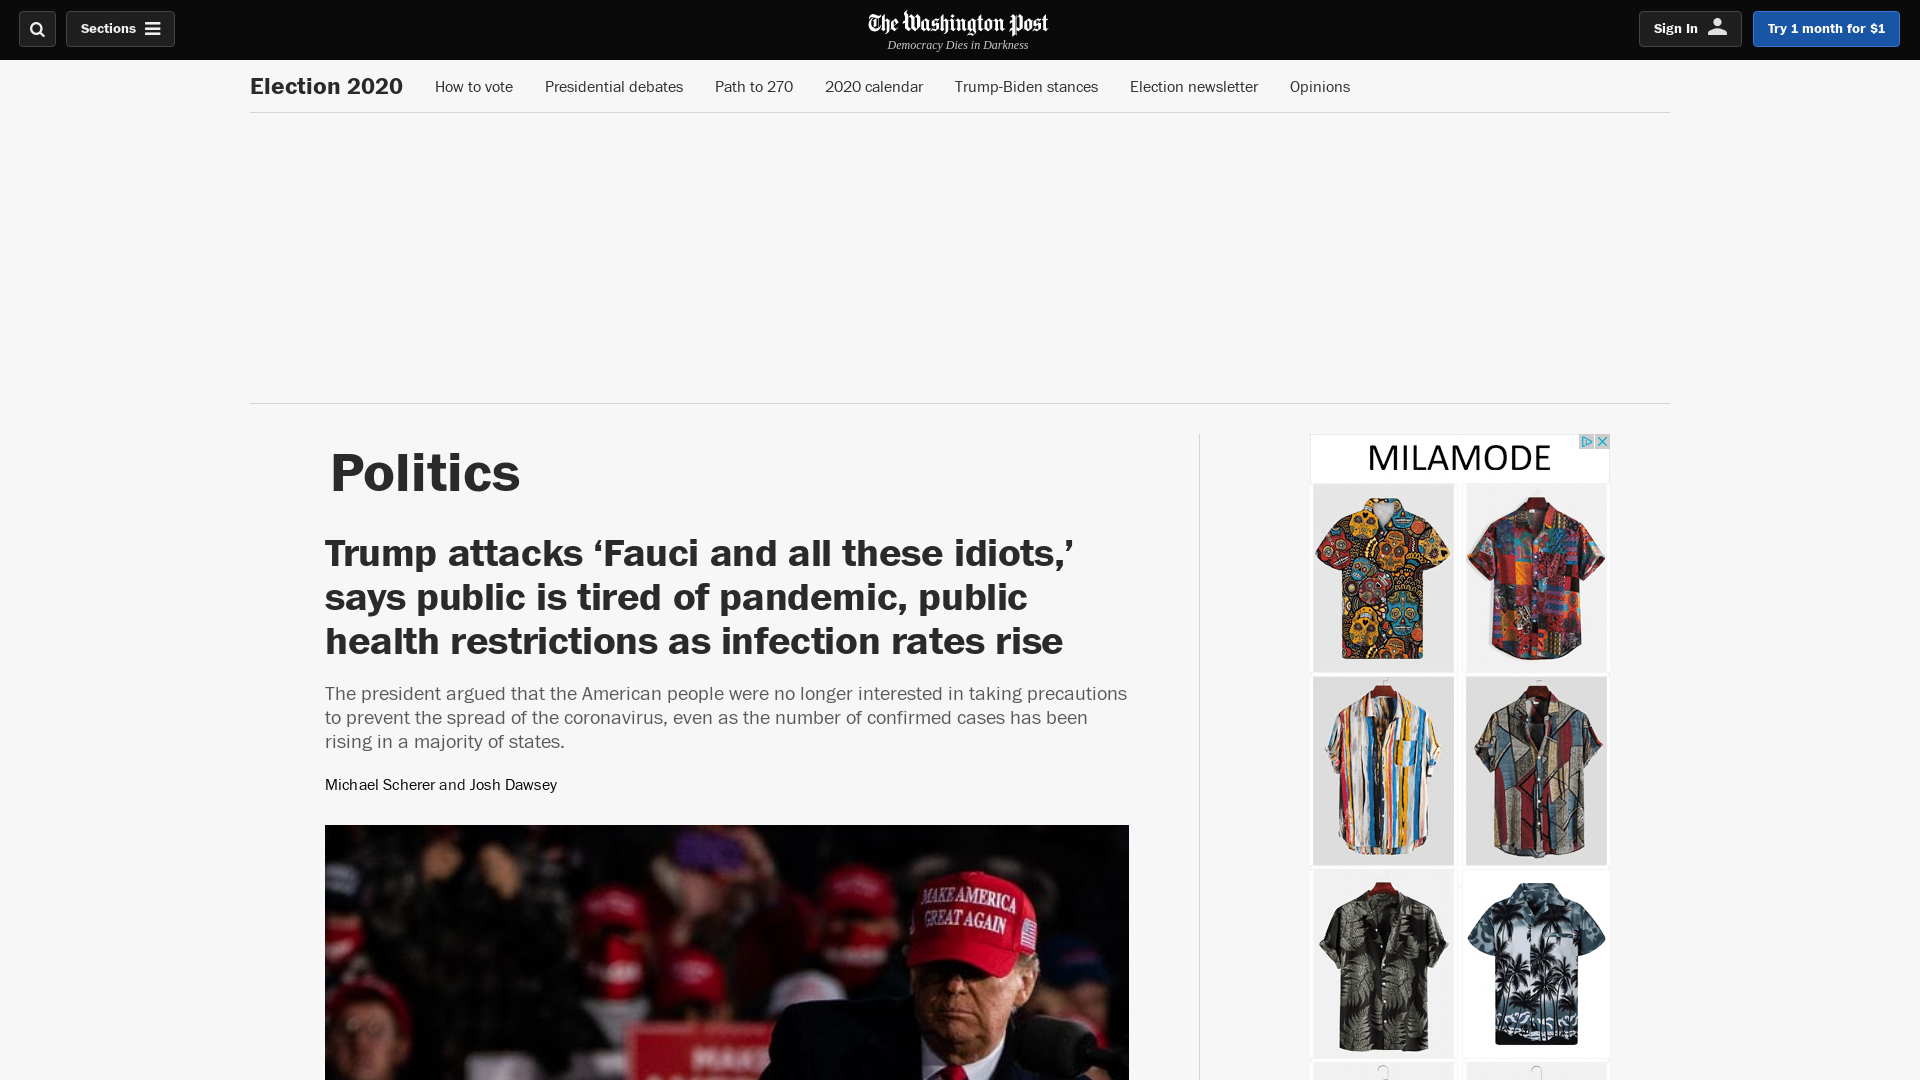 Sections
The Washington Post
Democracy Dies in Darkness
Sign In
Try 1 month for $1
Election 2020
How to vote
Presidential debates
Path to 270
2020 calendar
Trump-Biden stances
Election newsletter
Opinions
Politics
Trump attacks ‘Fauci and all these idiots,’
says public is tired of pandemic, public
health restrictions as infection rates rise
The president argued that the American people were no longer interested in taking precautions
to prevent the spread of the coronavirus, even as the number of confirmed cases has been
rising in a majority of states.
Michael Scherer and Josh Dawsey
MAKE AMERICA
GREAT AGAIN
MILAMODE